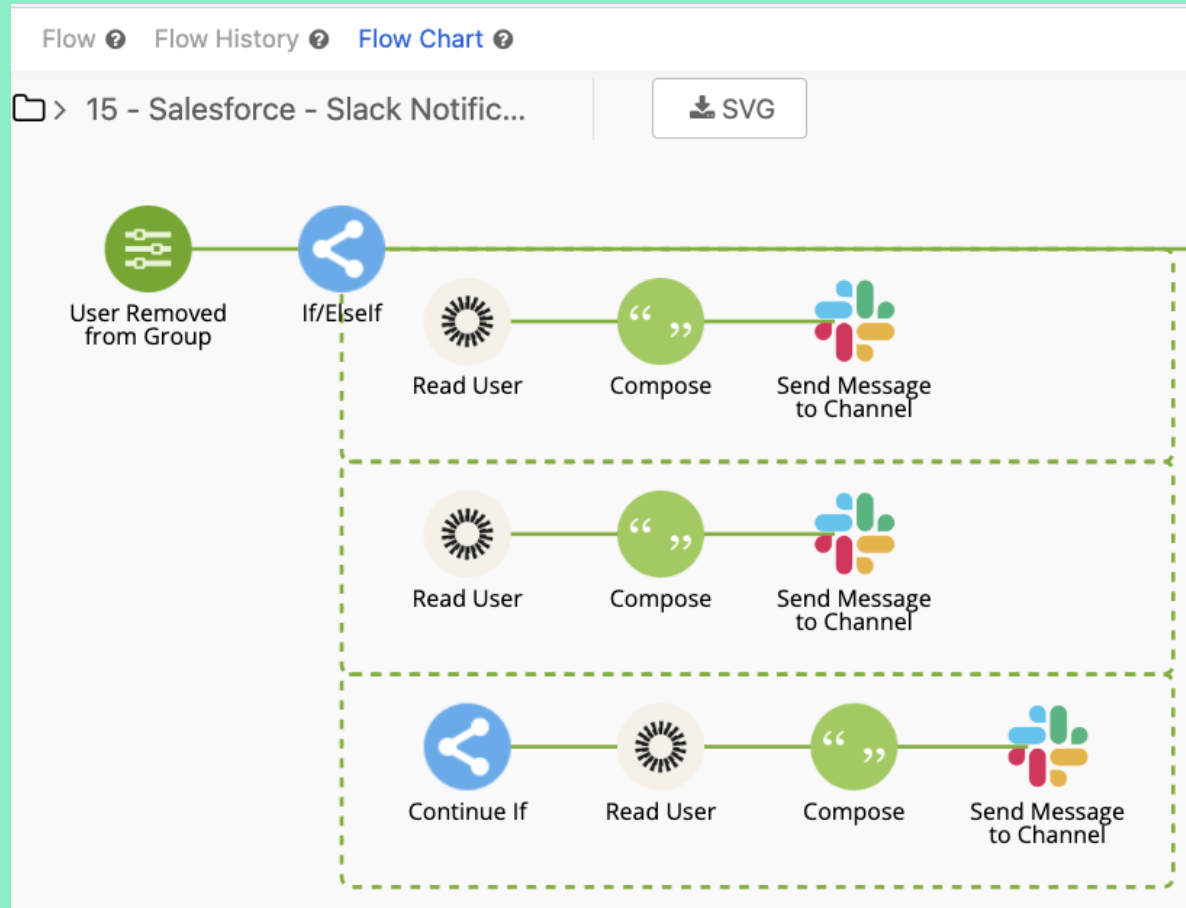 Flow Flow History Flow Chart
> 15 - Salesforce - Slack Notific...
SVG
User Removed
from Group
If/ElseIf
Read User
Compose
Send Message
to Channel
Read User
Compose
Send Message
to Channel
Continue If
Read User
Compose
Send Message
to Channel